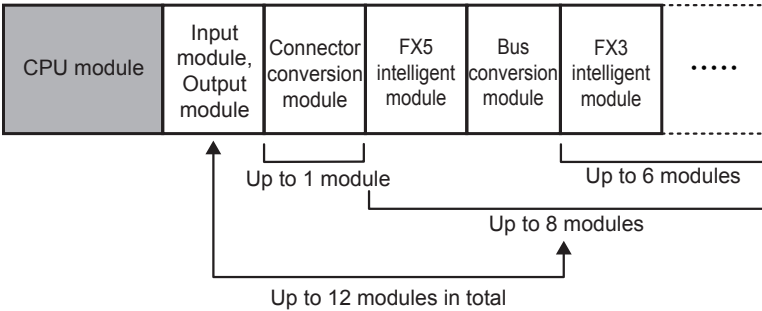 CPU module
Input
module,
Output
module
Connector
conversion
module
FX5
intelligent
module
Bus
conversion
module
FX3
intelligent
module
.....
Up to 1 module
Up to 6 modules
Up to 8 modules
Up to 12 modules in total